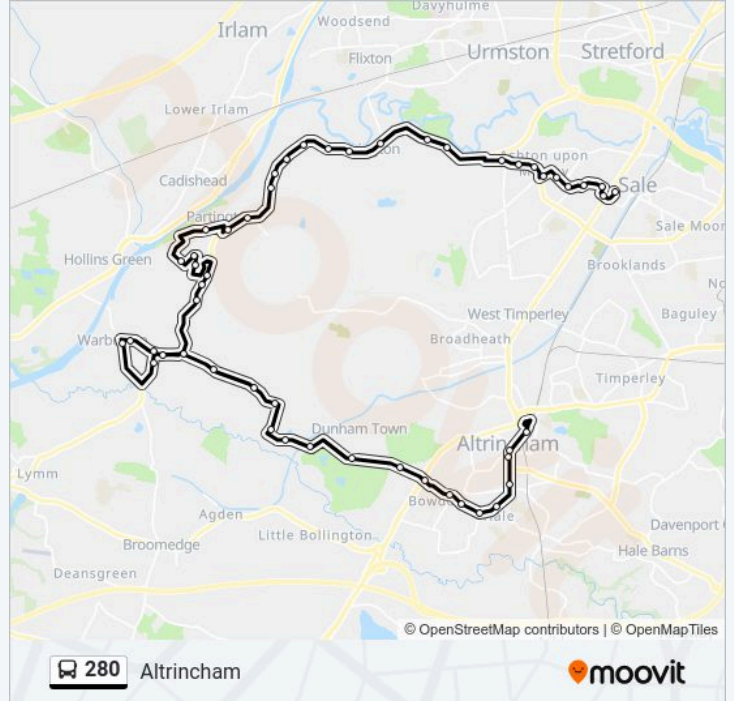 Davyhulme
Woodsend
Irlam
Urmston
Stretford
Flixton
Lower Irlam
Cadishead
Sale
Sale Moor
Hollins Green
Brooklands
West Timperley
Baguley
Broadheath
Timperley
Dunham Town
Altrincham
Lymm
Agden
Little Bollington
Davenport
Broomedge
Hale Barns
Deansgreen
© OpenStreetMap contributors | © OpenMapTiles
280 Altrincham
moovit